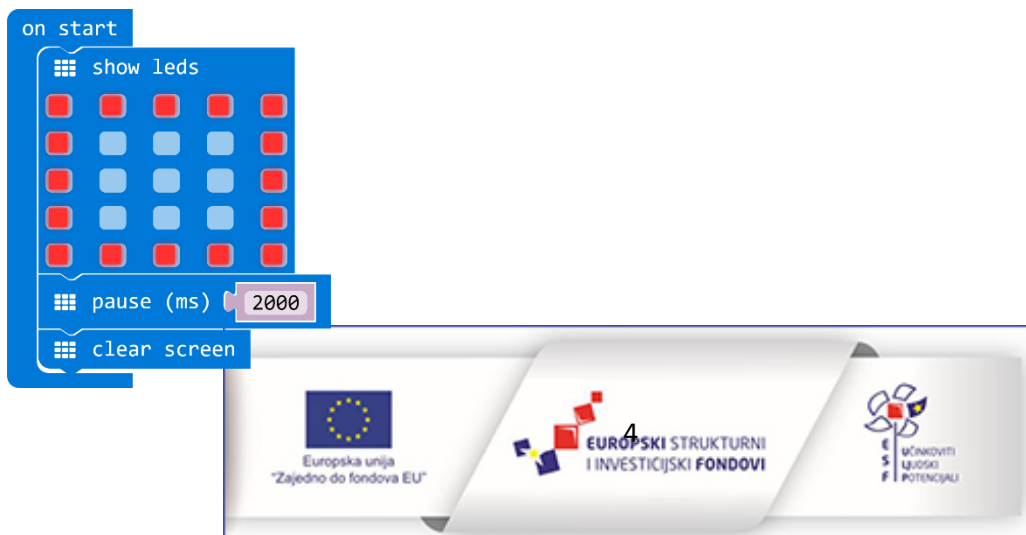 on start
show leds
pause (ms) 2000
clear screen
Europska unija
"Zajedno do fondova EU"
4
EUROPSKI STRUKTURNI
I INVESTICIJSKI FONDOVI
E S F
UČINKOVITI
LJUDSKI
POTENCIJALI